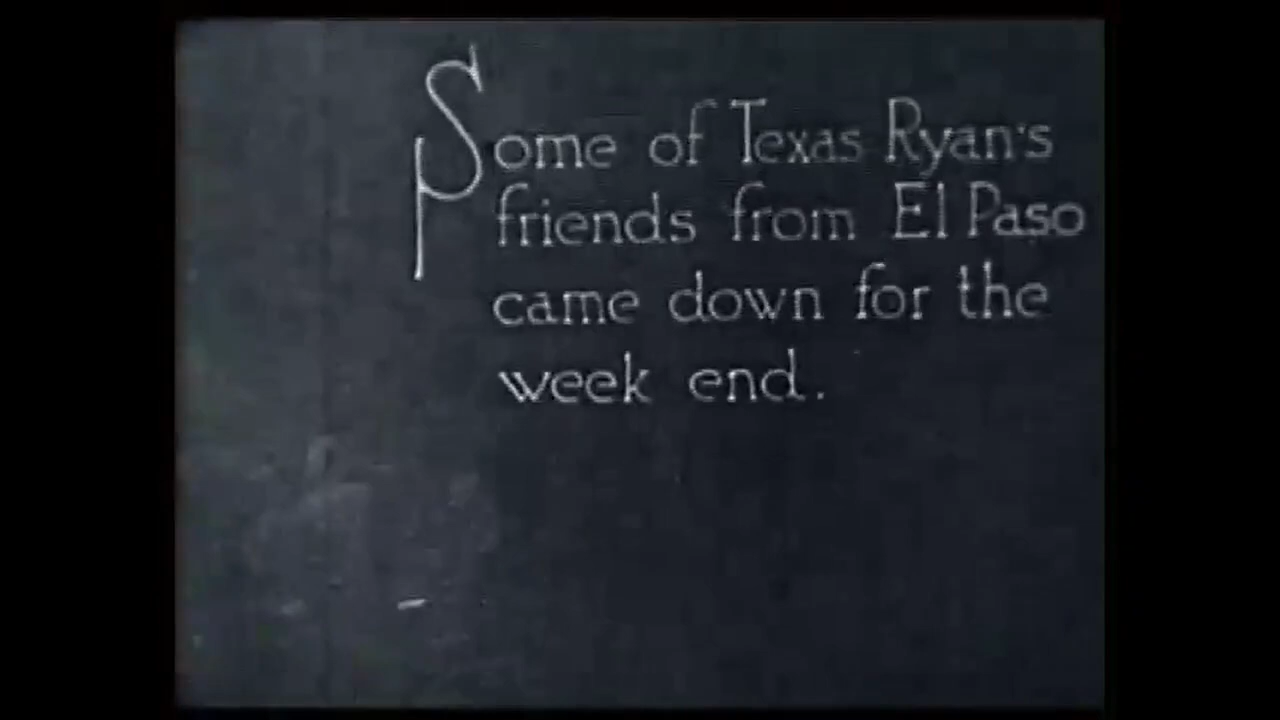 Some of Texas Ryan's
friends from El Paso
came down for the
week end.